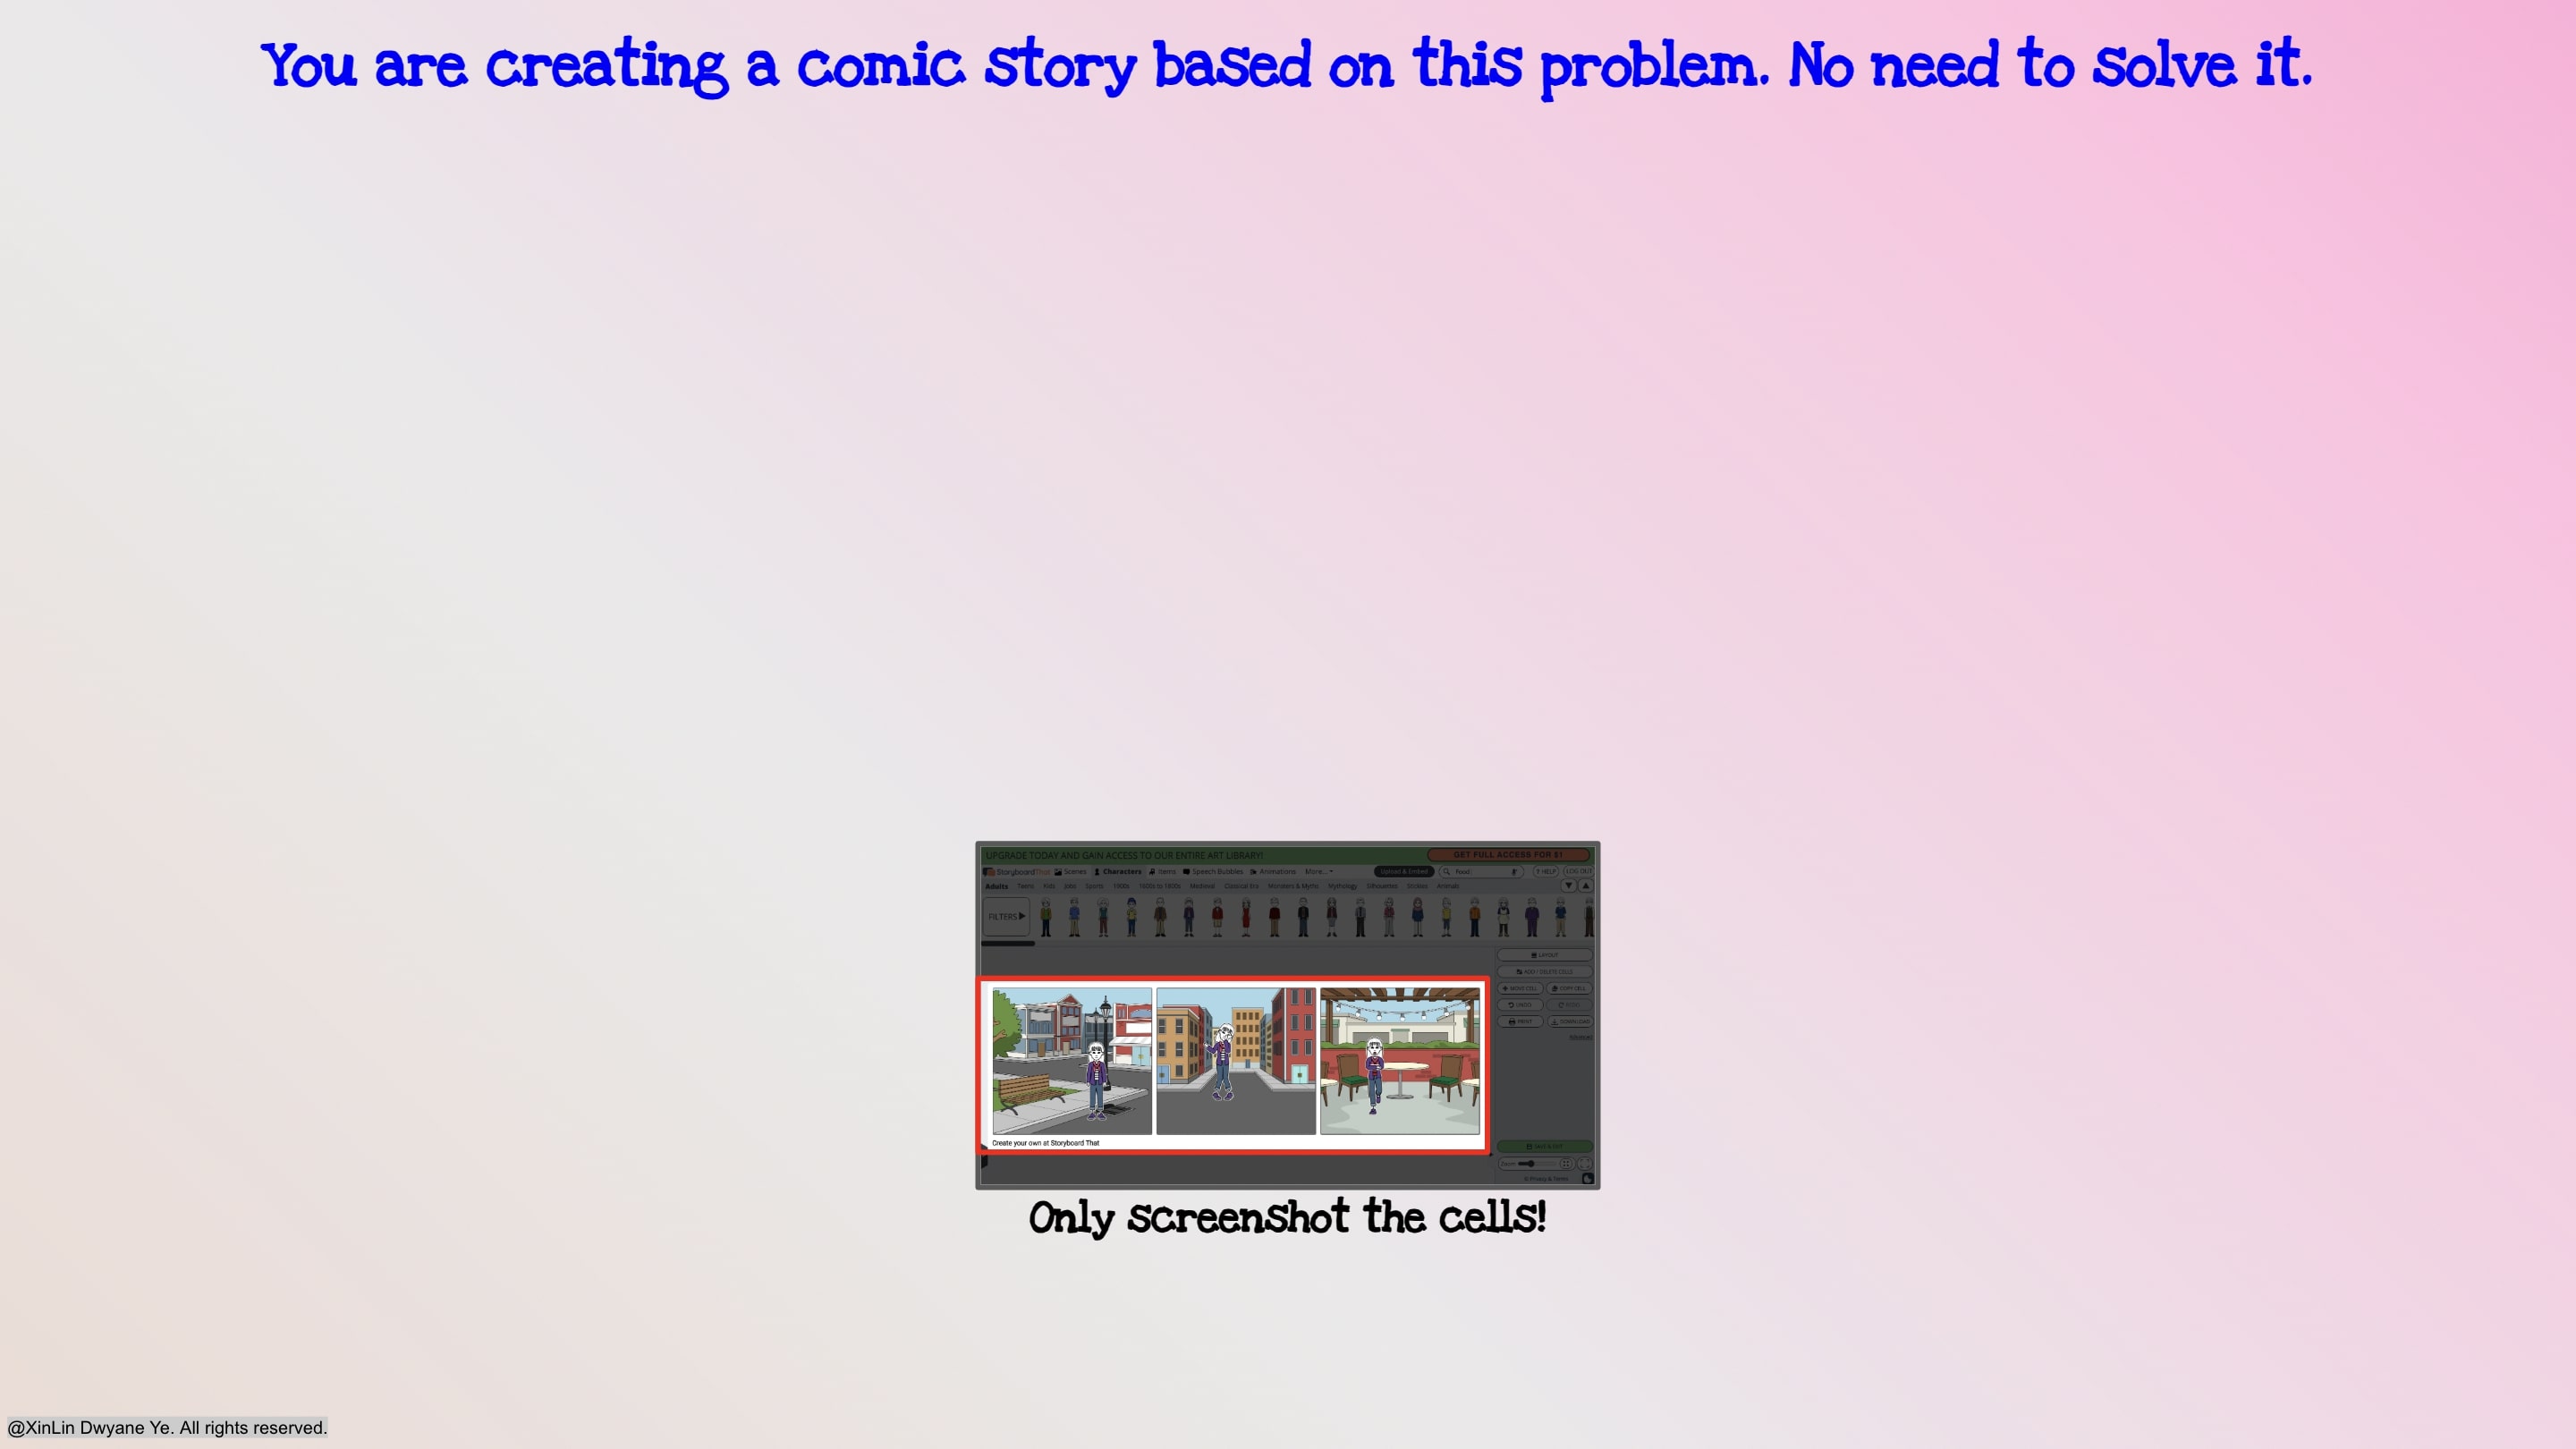 You are creating a comic story based on this problem. No need to solve it.
UPGRADE TODAY AND GAIN ACCESS TO OUR ENTIRE ART LIBRARY!
GET FULL ACCESS FOR $1
StoryboardThat Scenes Characters Items Speech Bubbles Animations More... Upload & Embed Food ? HELP LOG OUT
Adults Teens Kids Jobs Sports 1900s 1600s to 1800s Medieval Classical Era Monsters & Myths Mythology Silhouettes Stickies Animals
FILTERS
LAYOUT
ADD / DELETE CELLS
MOVE CELL COPY CELL
UNDO
PRINT DOWNLOAD
Create your own at Storyboard That
SAVE & EXIT
Zoom
© Privacy & Terms
Only screenshot the cells!
@XinLin Dwyane Ye. All rights reserved.